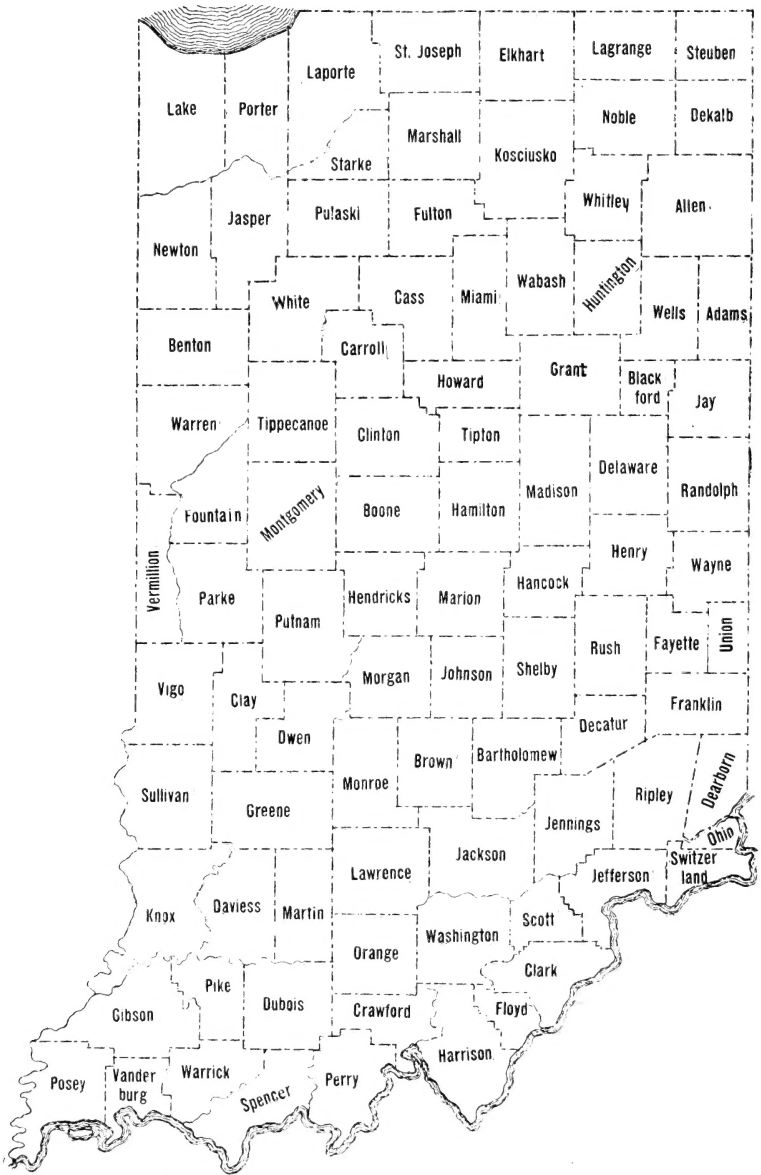 St. Joseph
Elkhart
Lagrange
Steuben
Laporte
Lake
Porter
Noble
Dekalb
Marshall
Kosciusko
Starke
Whitley
Allen
Pulaski
Fulton
Jasper
Newton
Huntington
Wabash
White
Cass
Miami
Wells
Adams
Benton
Carroll
Grant
Howard
Black
ford
Jay
Warren
Tippecanoe
Clinton
Tipton
Delaware
Madison
Randolph
Fountain
Montgomery
Boone
Hamilton
Henry
Wayne
Vermillion
Parke
Hendricks
Marion
Hancock
Putnam
Rush
Fayette
Union
Morgan
Johnson
Shelby
Vigo
Clay
Franklin
Owen
Decatur
Brown
Bartholomew
Monroe
Dearborn
Sullivan
Greene
Ripley
Jennings
Ohio
Jackson
Switzer
land
Lawrence
Jefferson
Knox
Daviess
Martin
Scott
Washington
Orange
Clark
Pike
Dubois
Crawford
Floyd
Gibson
Harrison
Posey
Vander
burg
Warrick
Spencer
Perry